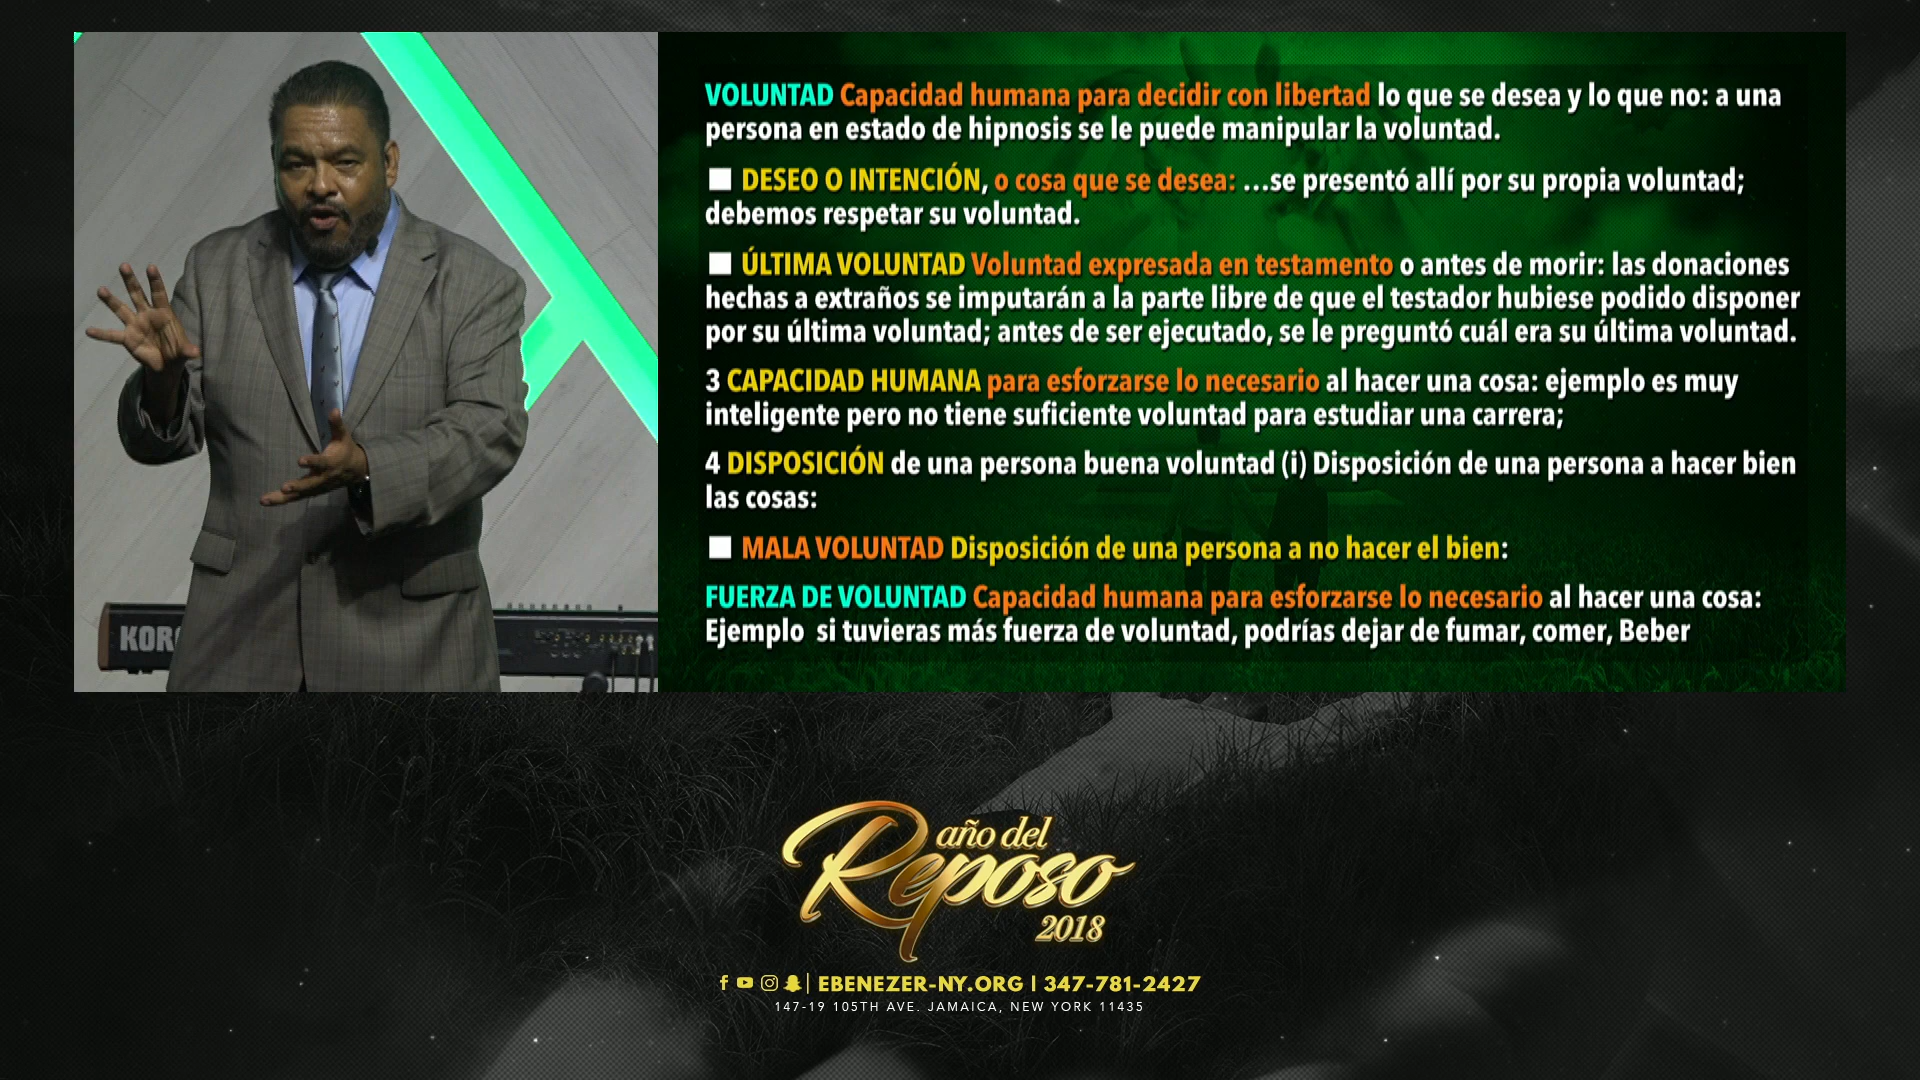 VOLUNTAD Capacidad humana para decidir con libertad lo que se desea y lo que no: a una
persona en estado de hipnosis se le puede manipular la voluntad.
DESEO O INTENCIÓN, o cosa que se desea: …se presentó allí por su propia voluntad;
debemos respetar su voluntad.
ÚLTIMA VOLUNTAD Voluntad expresada en testamento o antes de morir: las donaciones
hechas a extraños se imputarán a la parte libre de que el testador hubiese podido disponer
por su última voluntad; antes de ser ejecutado, se le preguntó cuál era su última voluntad.
3 CAPACIDAD HUMANA para esforzarse lo necesario al hacer una cosa: ejemplo es muy
inteligente pero no tiene suficiente voluntad para estudiar una carrera;
4 DISPOSICIÓN de una persona buena voluntad (i) Disposición de una persona a hacer bien
las cosas:
MALA VOLUNTAD Disposición de una persona a no hacer el bien:
FUERZA DE VOLUNTAD Capacidad humana para esforzarse lo necesario al hacer una cosa:
Ejemplo si tuvieras más fuerza de voluntad, podrías dejar de fumar, comer, Beber
KOR
año del
Reposo
2018
EBENEZER-NY.ORG | 347-781-2427
147-19 105TH AVE. JAMAICA, NEW YORK 11435